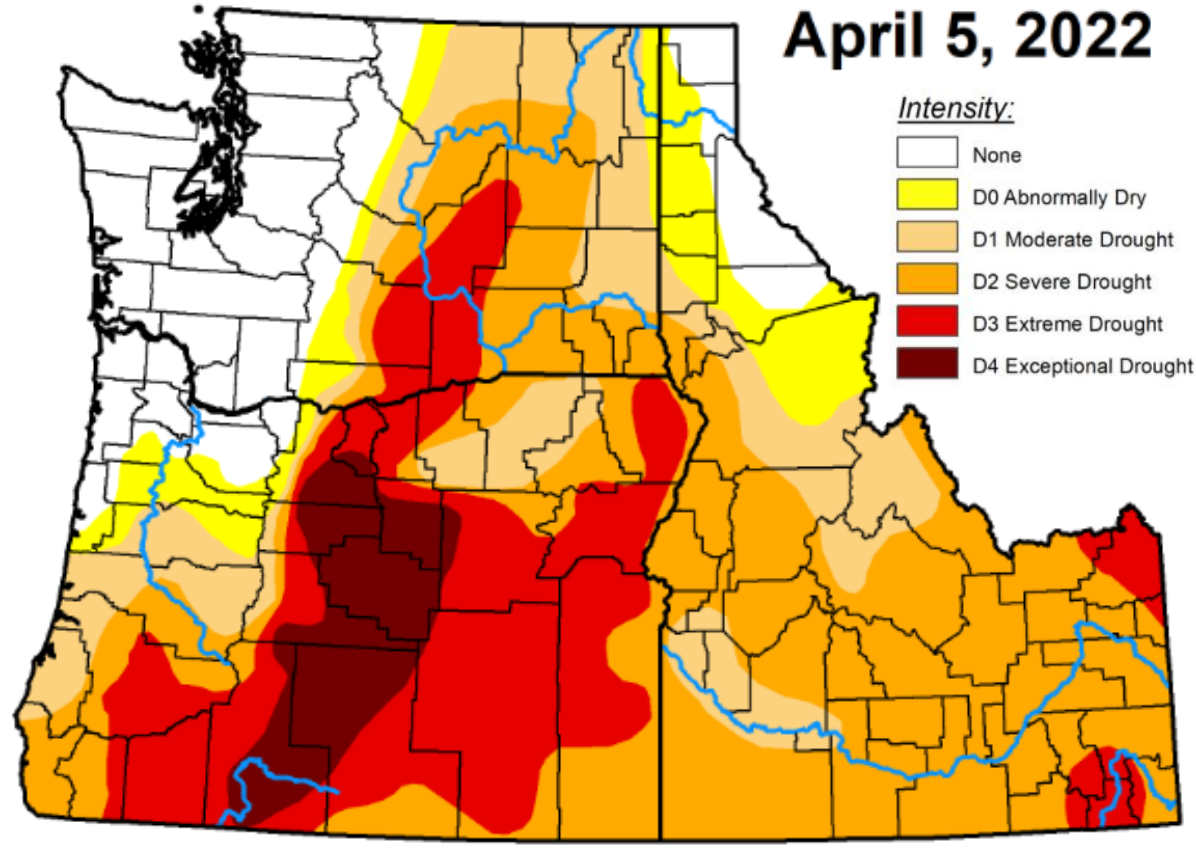 April 5, 2022
Intensity:
None
D0 Abnormally Dry
D1 Moderate Drought
D2 Severe Drought
D3 Extreme Drought
D4 Exceptional Drought